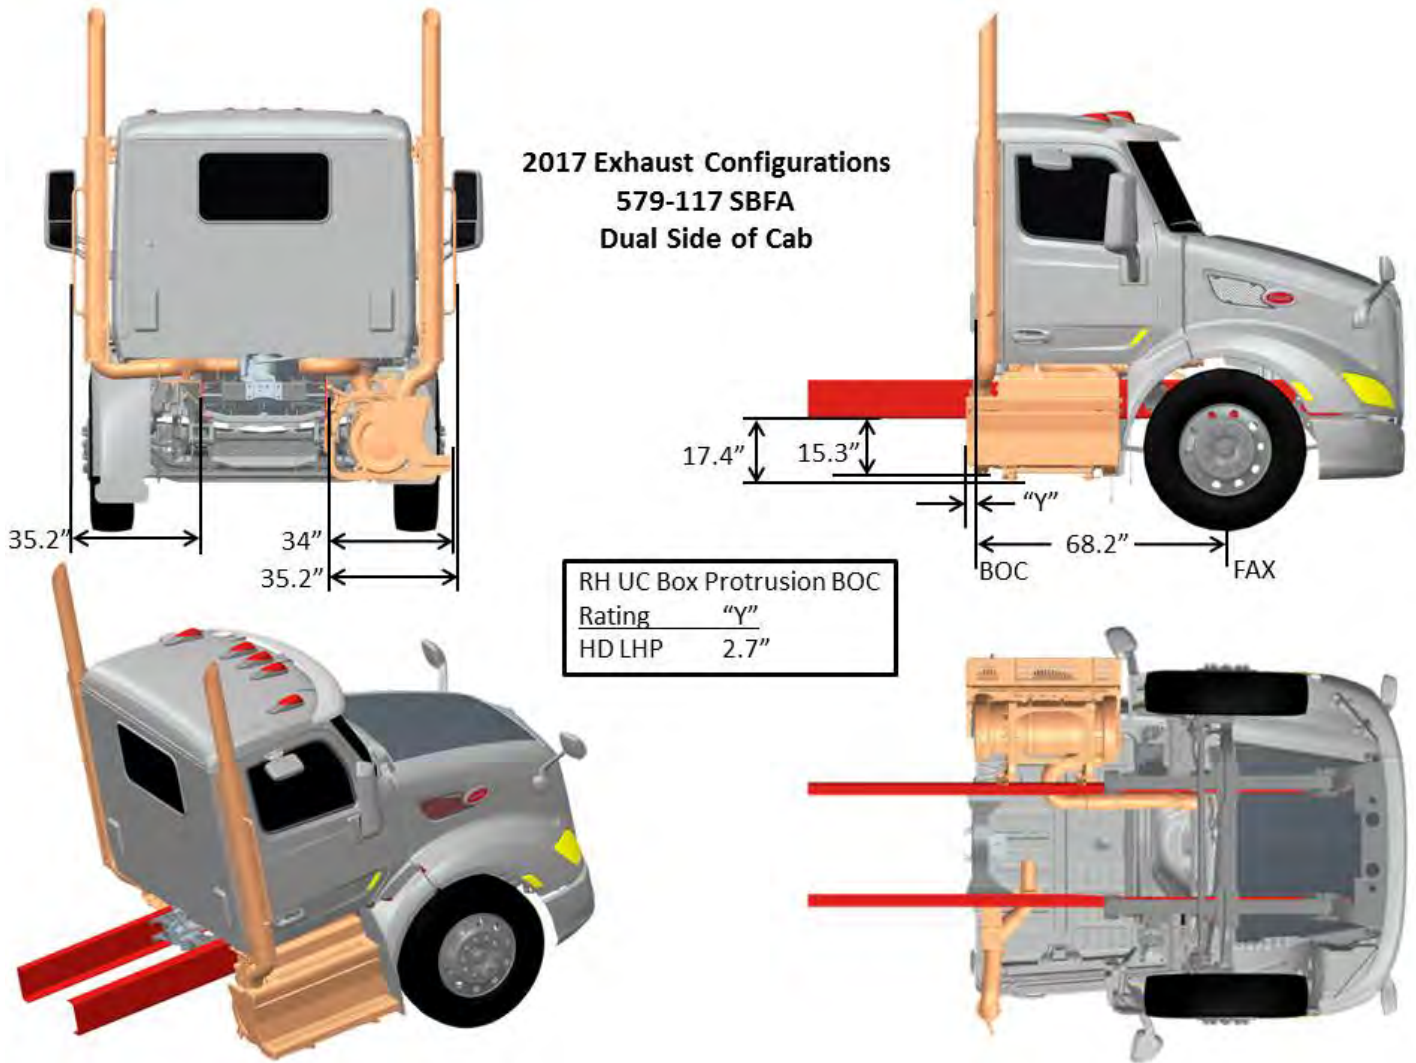 2017 Exhaust Configurations
579-117 SBFA
Dual Side of Cab
17.4”
15.3”
“Y”
68.2”
BOC
FAX
35.2”
34”
35.2”
RH UC Box Protrusion BOC
Rating “Y”
HD LHP 2.7”